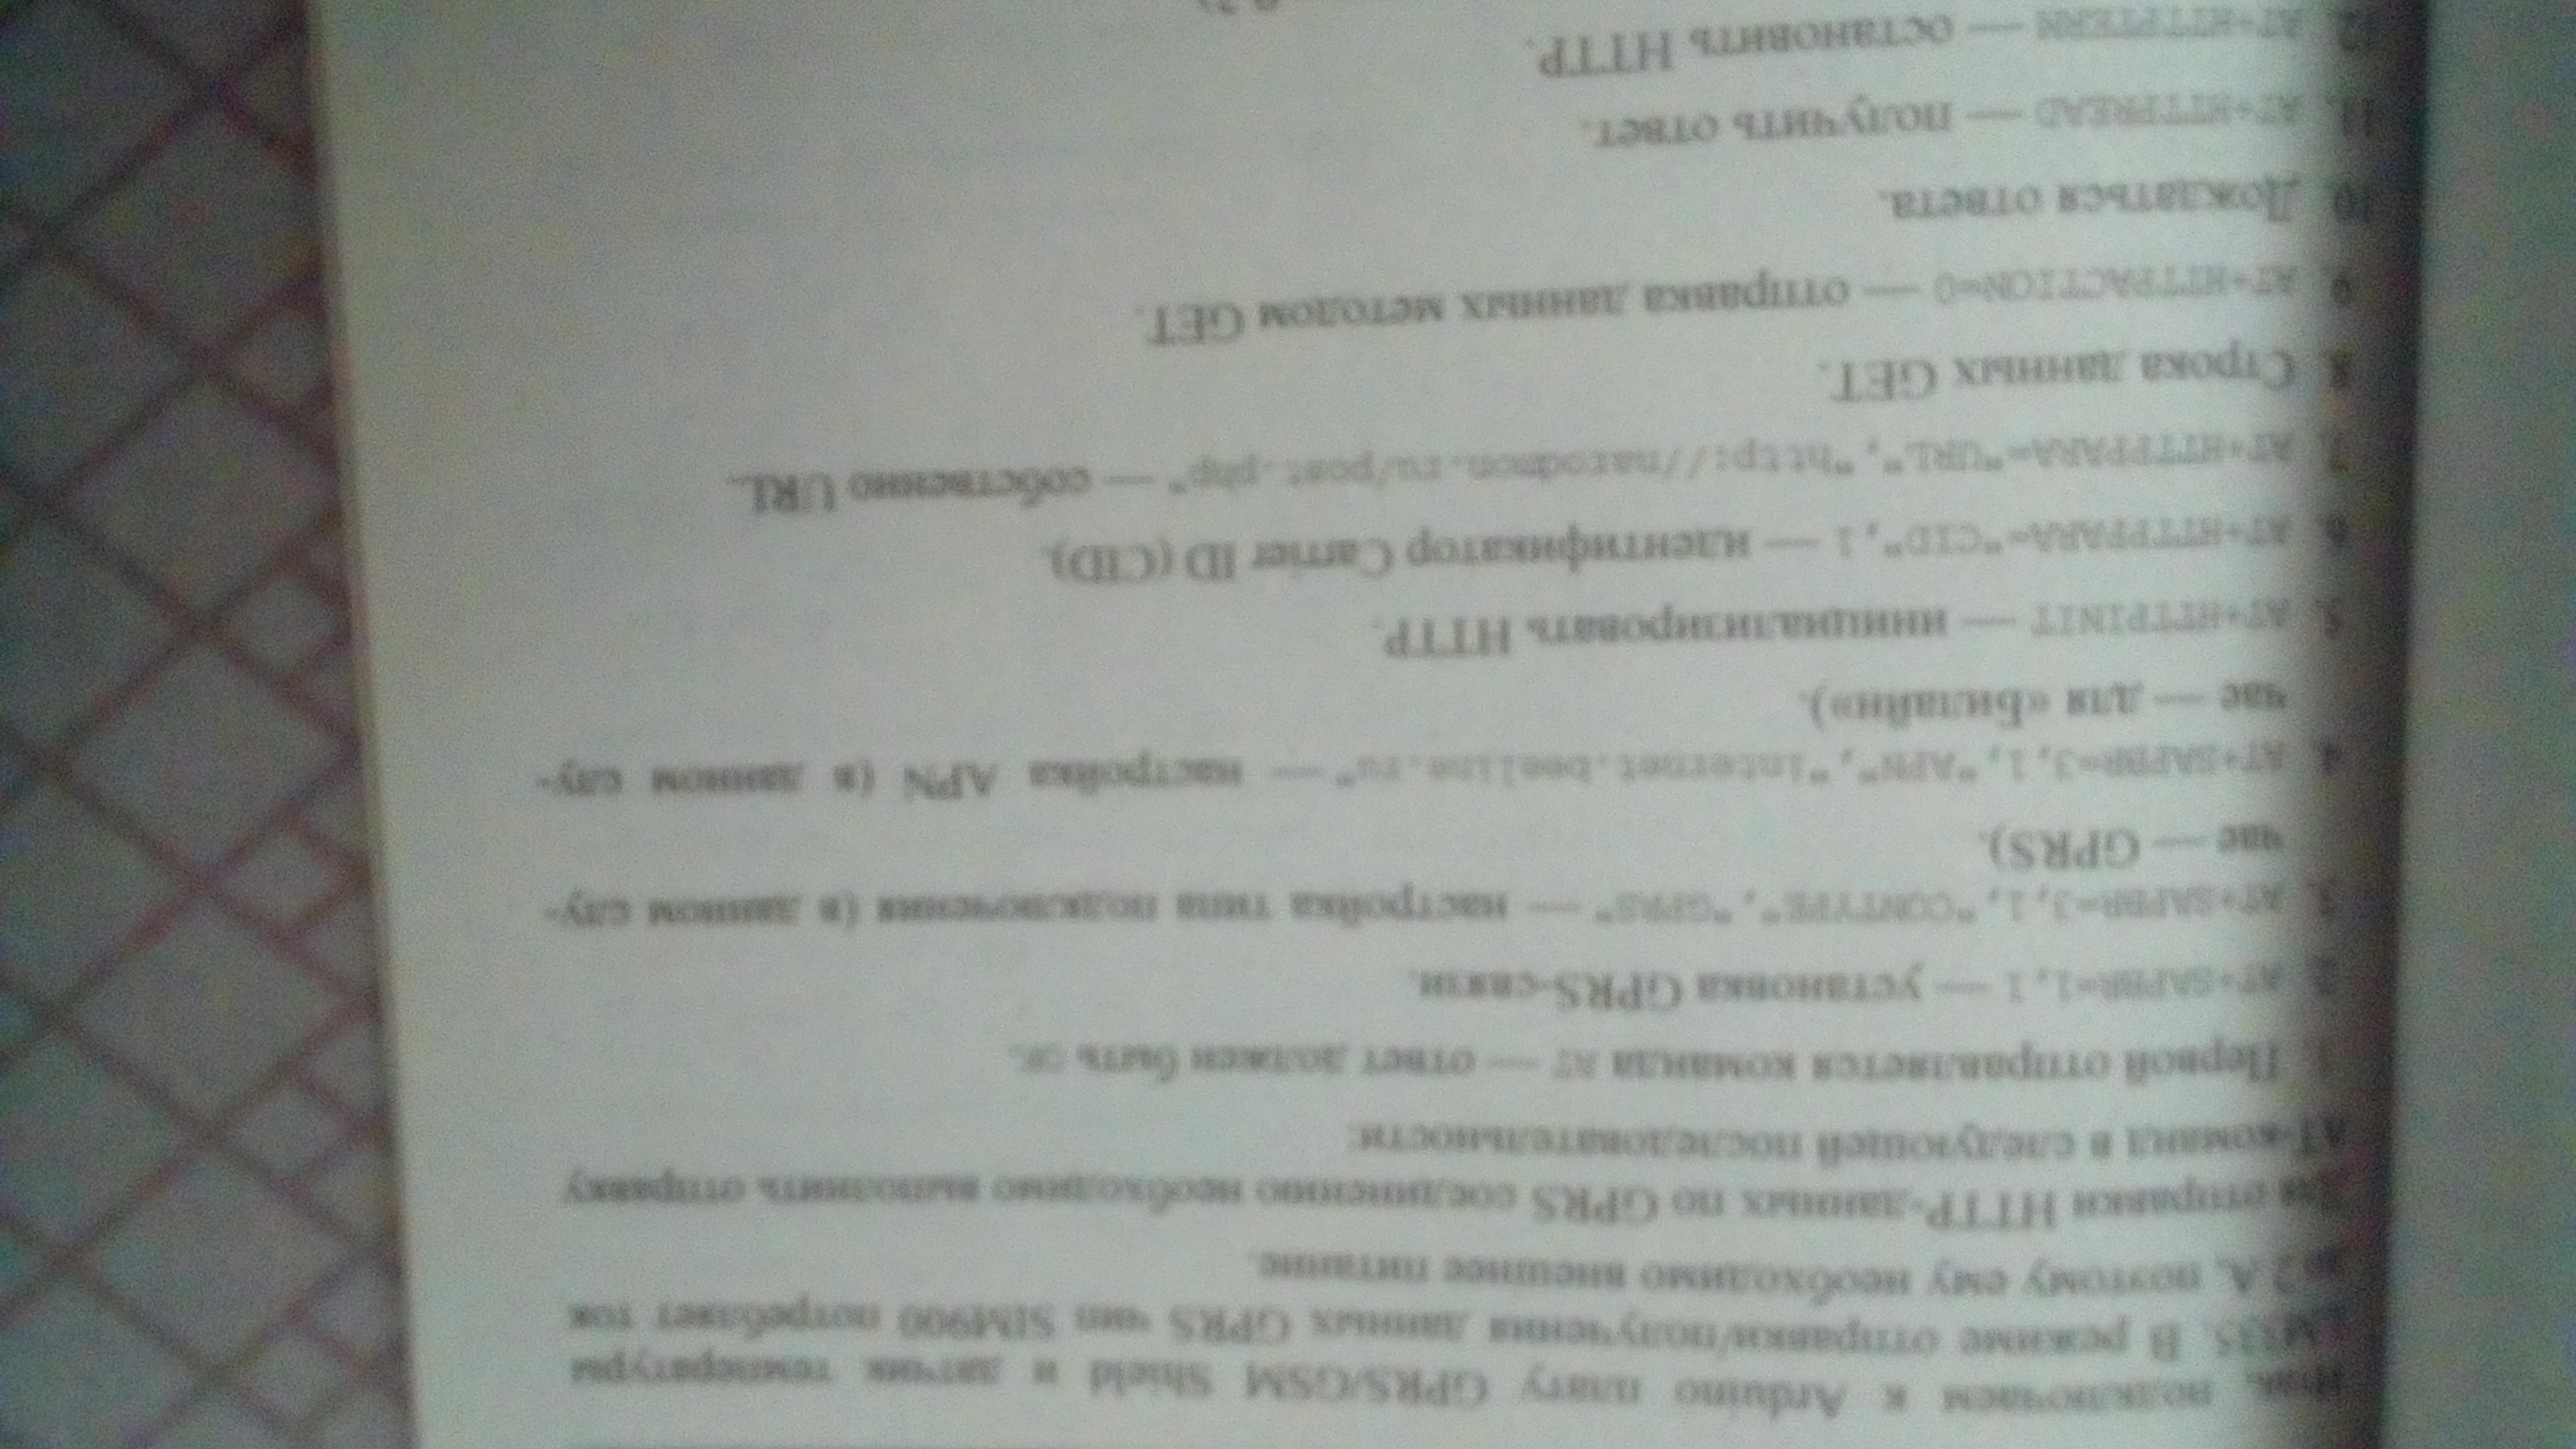 Итак, подключаем к Arduino плату GPRS/GSM Shield и датчик температуры
LM335. В режиме отправки/получения данных GPRS чип SIM900 потребляет ток
до 2 А, поэтому ему необходимо внешнее питание.
Для отправки HTTP-данных по GPRS соединению необходимо выполнить отправку
AT-команд в следующей последовательности:
1. Первой отправляется команда AT — ответ должен быть OK.
2. AT+SAPBR=1,1 — установка GPRS-связи.
3. AT+SAPBR=3,1,"CONTYPE","GPRS" — настройка типа подключения (в данном слу-
чае — GPRS).
4. AT+SAPBR=3,1,"APN","internet.beeline.ru" — настройка APN (в данном слу-
чае — для «Билайн»).
5. AT+HTTPINIT — инициализировать HTTP.
6. AT+HTTPPARA="CID",1 — идентификатор Carrier ID (CID).
7. AT+HTTPPARA="URL","http://narodmon.ru/post.php" — собственно URL.
8. Строка данных GET.
9. AT+HTTPACTION=0 — отправка данных методом GET.
10. Дождаться ответа.
11. AT+HTTPREAD — получить ответ.
12. AT+HTTPTERM — остановить HTTP.